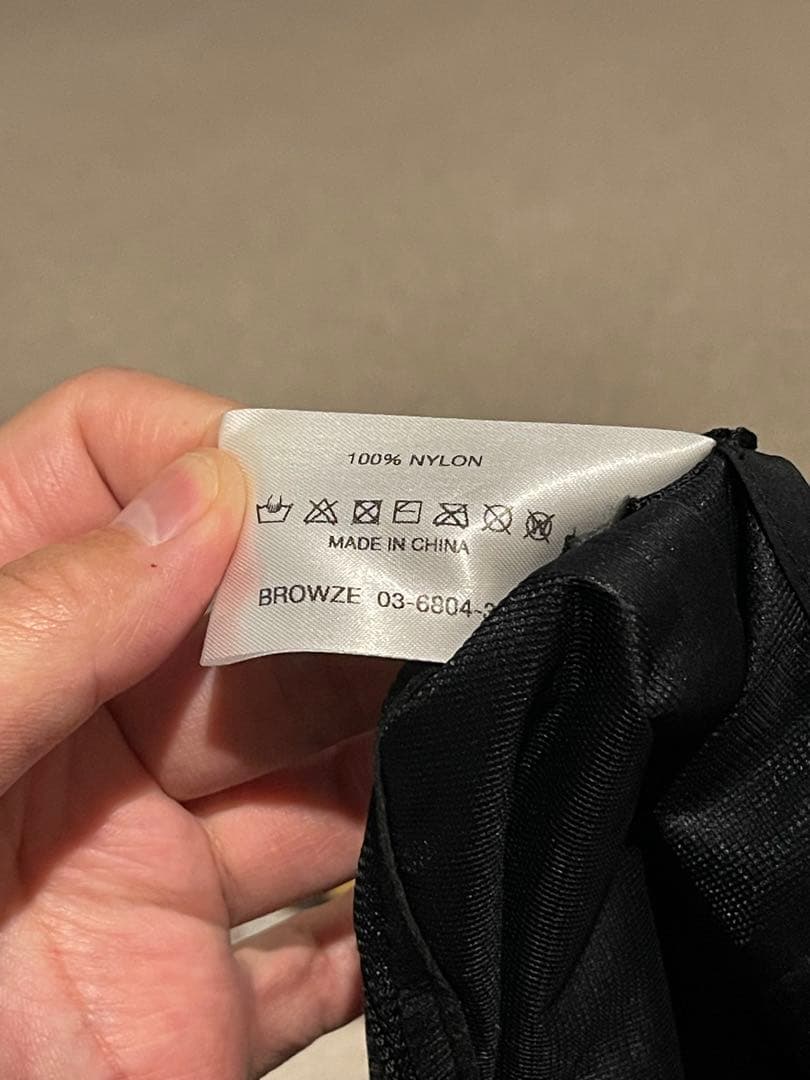 100% NYLON
MADE IN CHINA
BROWZE 03-6804-